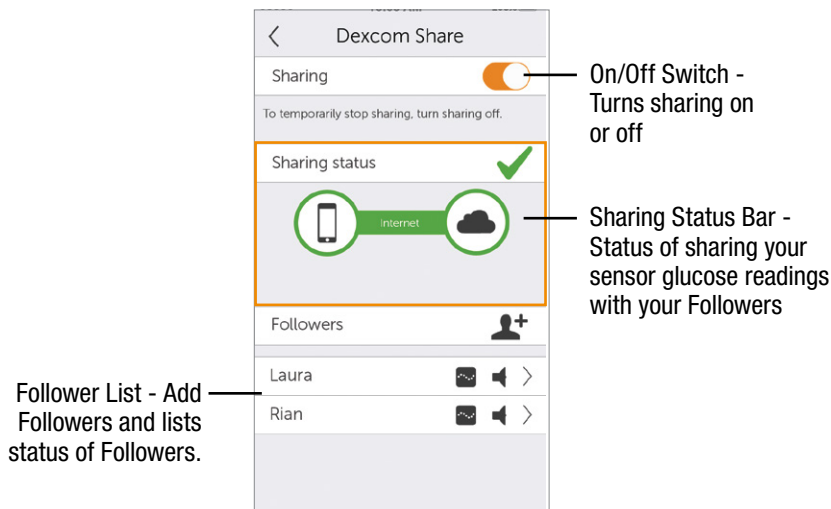 Dexcom Share
Sharing
On/Off Switch -
Turns sharing on
or off
To temporarily stop sharing, turn sharing off.
Sharing status
Internet
Sharing Status Bar -
Status of sharing your
sensor glucose readings
with your Followers
Followers
Laura
Rian
Follower List - Add
Followers and lists
status of Followers.